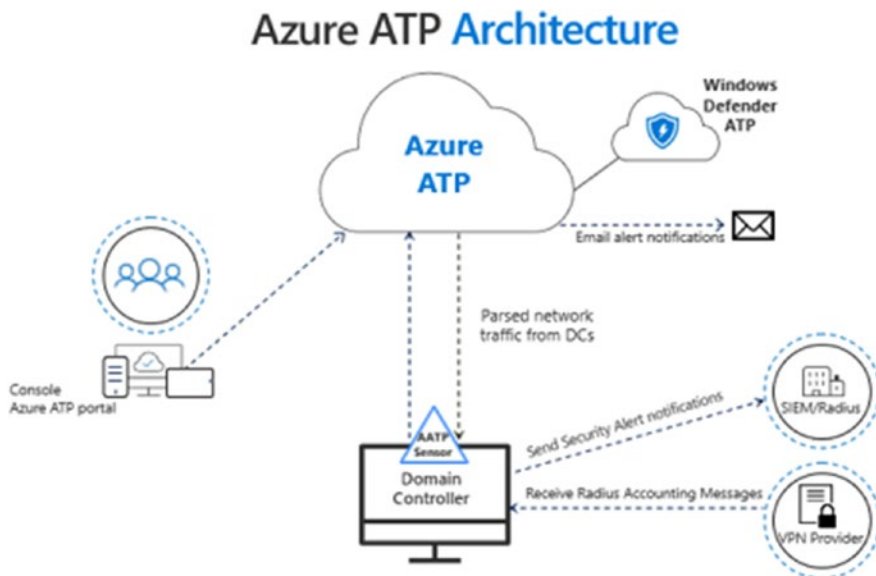 Azure ATP Architecture
Windows
Defender
ATP
Azure
ATP
Email alert notifications
Parsed network
traffic from DCs
Console
Azure ATP portal
AATP
Sensor
Domain
Controller
Send Security Alert notifications
SIEM/Radius
Receive Radius Accounting Messages
VPN Provider